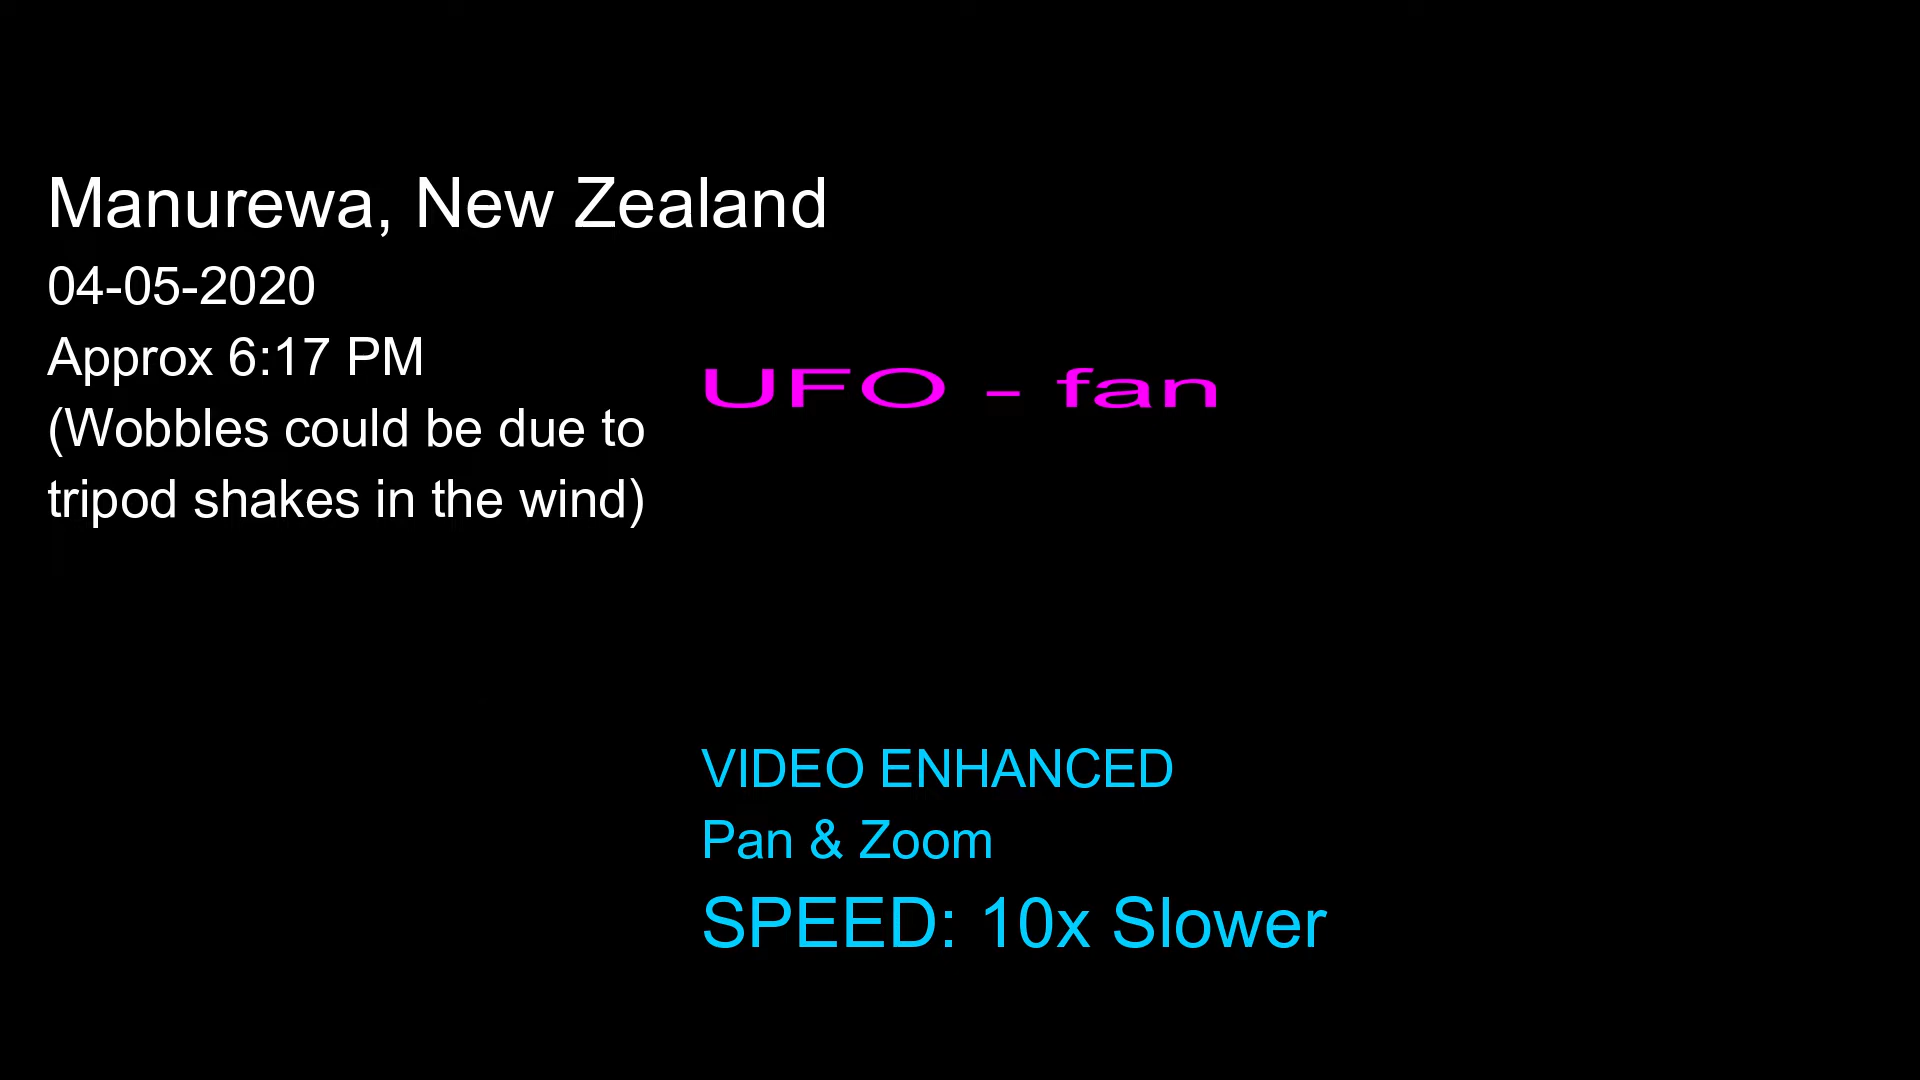 Manurewa, New Zealand
04-05-2020
Approx 6:17 PM
(Wobbles could be due to
tripod shakes in the wind)
UFO - fan
VIDEO ENHANCED
Pan & Zoom
SPEED: 10x Slower